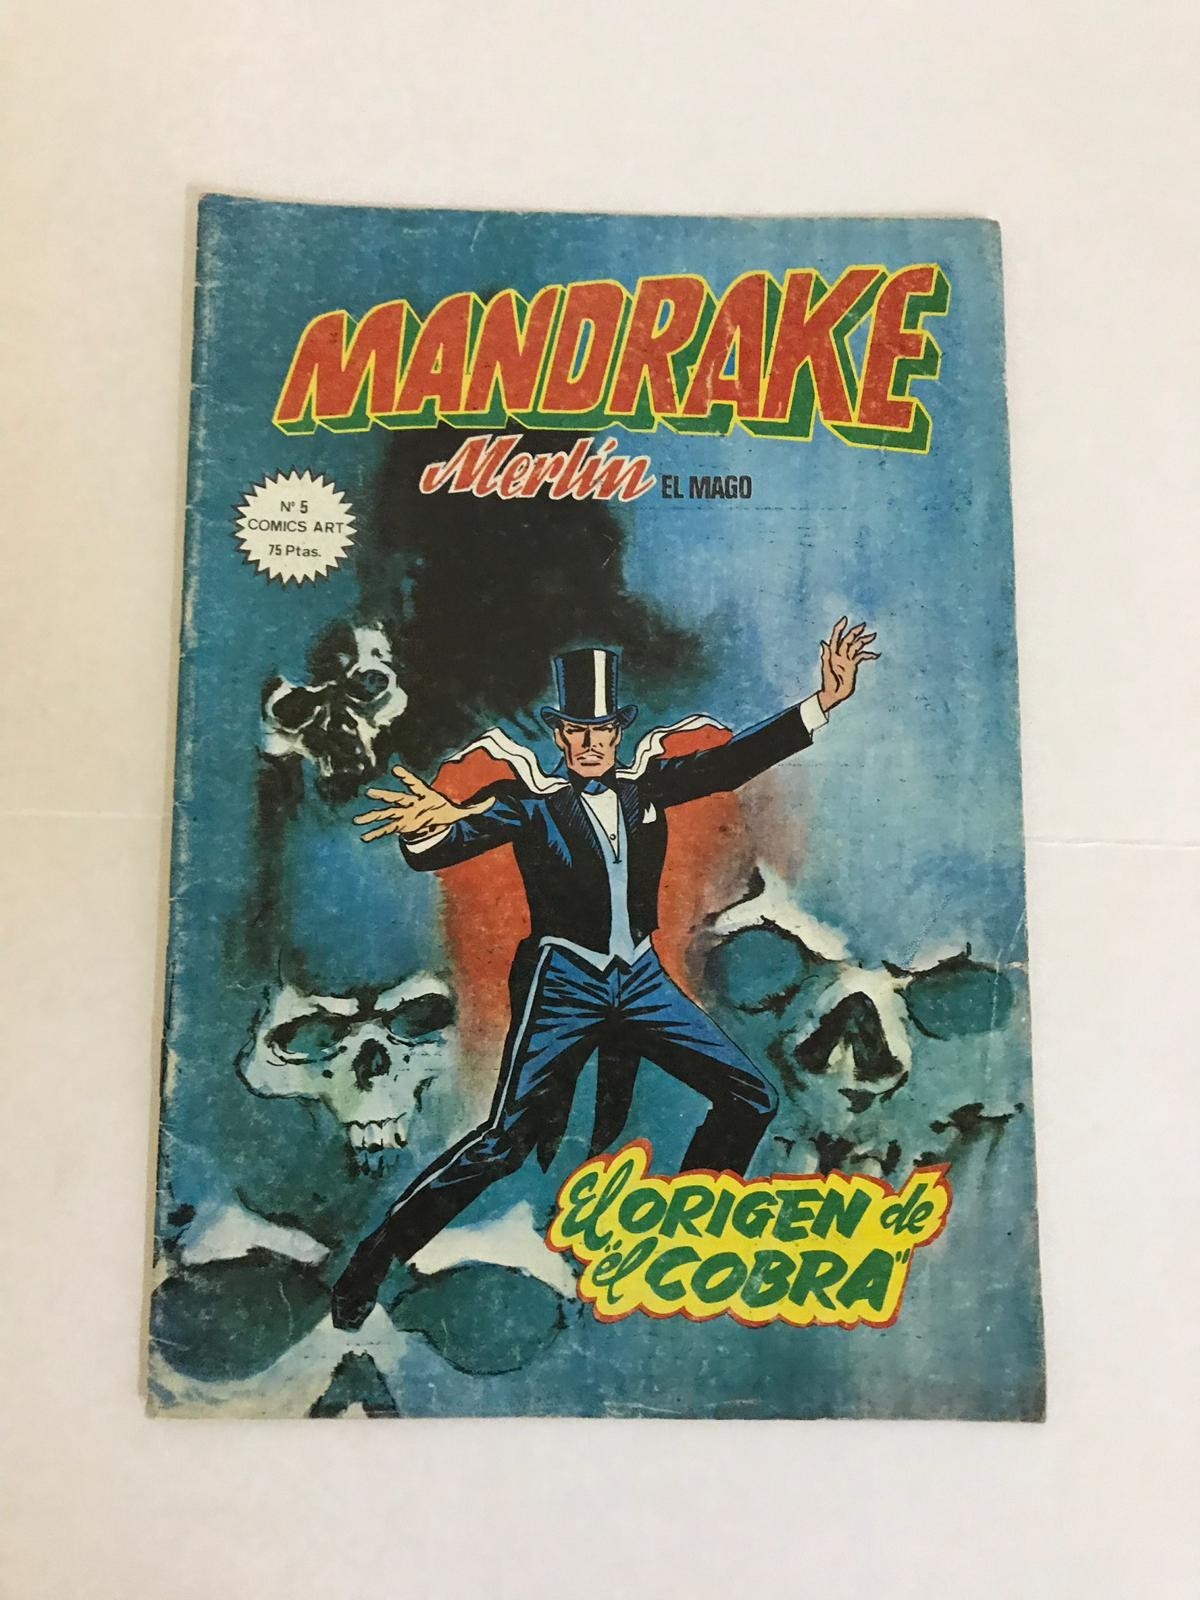 MANDRAKE
Merlín EL MAGO
Nº 5
COMICS ART
75 Ptas.
El ORIGEN de
"el COBRA"